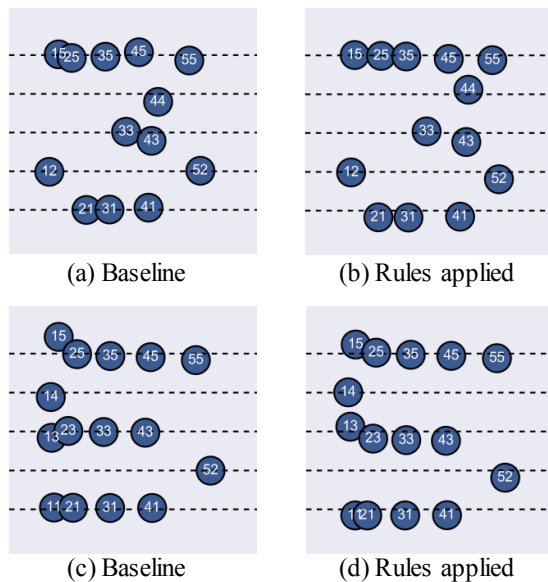 15 25 35 45 55
44
33 43
12 52
21 31 41
(a) Baseline
15 25 35 45 55
44
33 43
12 52
21 31 41
(b) Rules applied
15 25 35 45 55
14
13 23 33 43
52
11 21 31 41
(c) Baseline
15 25 35 45 55
14
13 23 33 43
52
11 21 31 41
(d) Rules applied